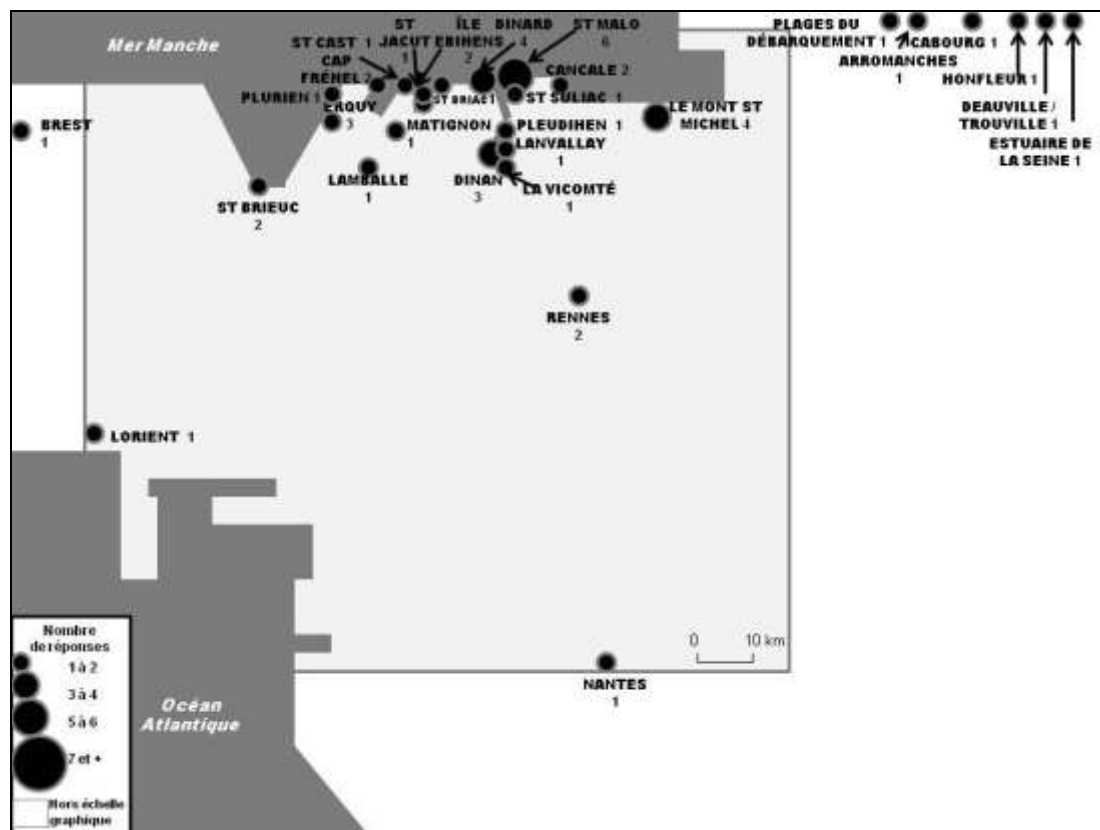 Mer Manche
ST CAST 1
ST
JACUT
1
ÎLE
EBIHENS
2
DINARD
4
ST MALO
6
CAP
FRÉHEL 2
CANCALE 2
PLURIEN 1
ST BRIAC 1
ST SULIAC 1
ERQUY
3
MATIGNON
1
PLEUDIHEN 1
LANVALLAY
1
LE MONT ST
MICHEL 4
BREST
1
LAMBALLE
1
DINAN
3
LA VICOMTÉ
1
ST BRIEUC
2
PLAGES DU
DÉBARQUEMENT 1
CABOURG 1
ARROMANCHES
1
HONFLEUR 1
DEAUVILLE /
TROUVILLE 1
ESTUAIRE DE
LA SEINE 1
RENNES
2
LORIENT 1
0 10 km
NANTES
1
Océan
Atlantique
Nombre
de réponses
1 à 2
3 à 4
5 à 6
7 et +
Hors échelle
graphique